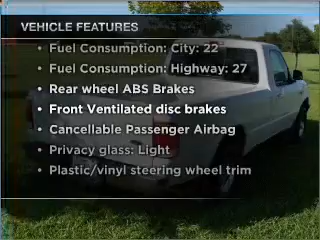 VEHICLE FEATURES
• Fuel Consumption: City: 22
• Fuel Consumption: Highway: 27
• Rear wheel ABS Brakes
• Front Ventilated disc brakes
• Cancellable Passenger Airbag
• Privacy glass: Light
• Plastic/vinyl steering wheel trim